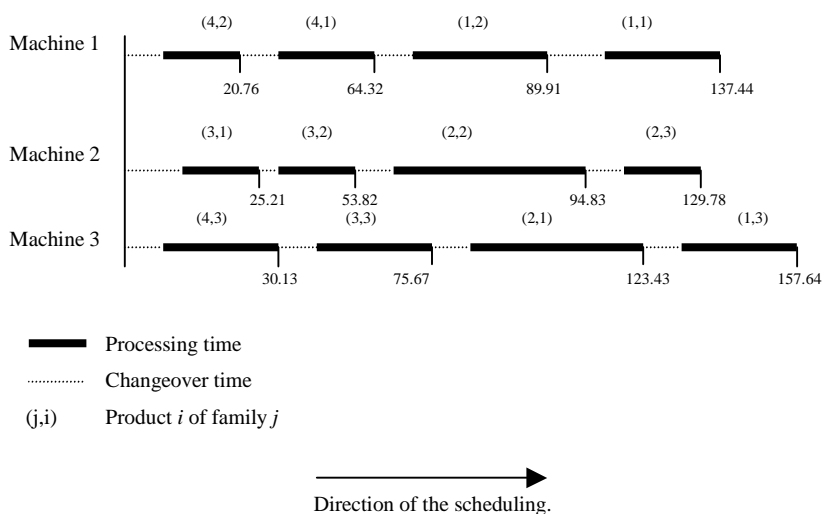 (4,2) (4,1) (1,2) (1,1)
Machine 1
20.76 64.32 89.91 137.44
(3,1) (3,2) (2,2) (2,3)
Machine 2
25.21 53.82 94.83 129.78
(4,3) (3,3) (2,1) (1,3)
Machine 3
30.13 75.67 123.43 157.64
Processing time
Changeover time
(j,i) Product i of family j
Direction of the scheduling.